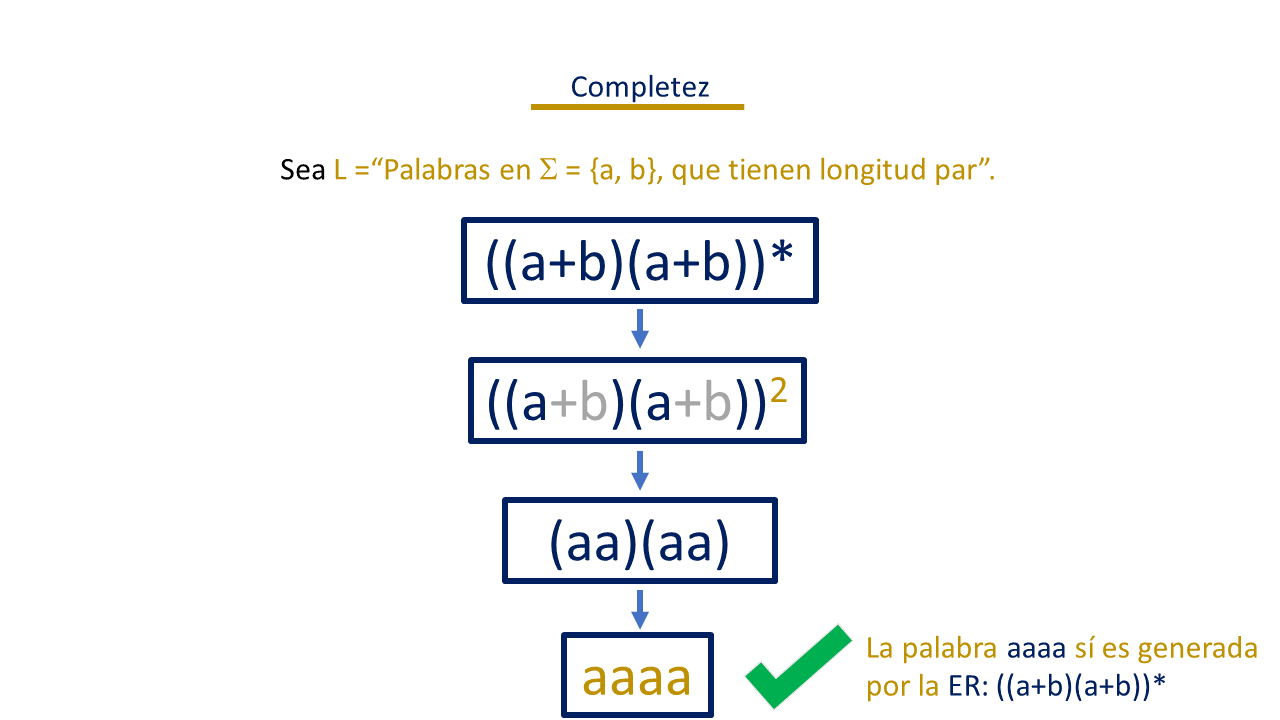 Completez
Sea L =“Palabras en Σ = {a, b}, que tienen longitud par”.
((a+b)(a+b))*
((a+b)(a+b))²
(aa)(aa)
aaaa
La palabra aaaa sí es generada
por la ER: ((a+b)(a+b))*